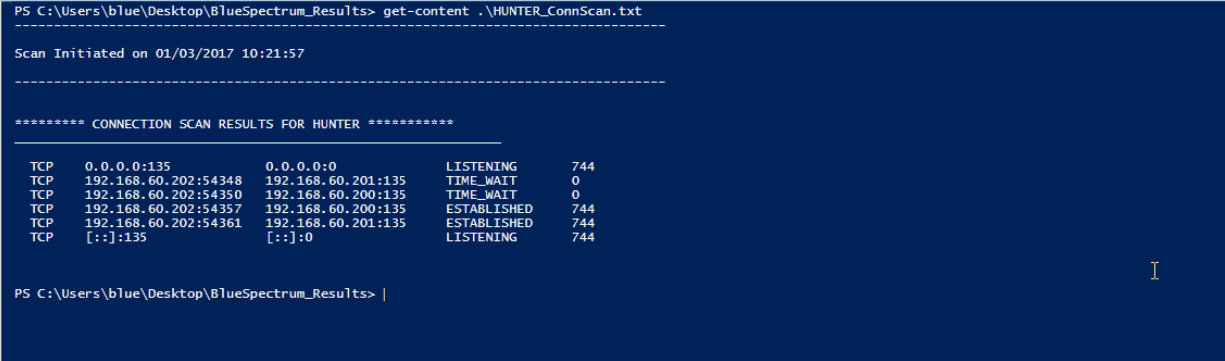 PS C:\Users\blue\Desktop\BlueSpectrum_Results> get-content .\HUNTER_ConnScan.txt
-----------------------------------------------------------------------------------
Scan Initiated on 01/03/2017 10:21:57
-----------------------------------------------------------------------------------
********* CONNECTION SCAN RESULTS FOR HUNTER ***********
______________________________________________________________
TCP 0.0.0.0:135 0.0.0.0:0 LISTENING 744
TCP 192.168.60.202:54348 192.168.60.201:135 TIME_WAIT 0
TCP 192.168.60.202:54350 192.168.60.200:135 TIME_WAIT 0
TCP 192.168.60.202:54357 192.168.60.200:135 ESTABLISHED 744
TCP 192.168.60.202:54361 192.168.60.201:135 ESTABLISHED 744
TCP [::]:135 [::]:0 LISTENING 744
PS C:\Users\blue\Desktop\BlueSpectrum_Results>